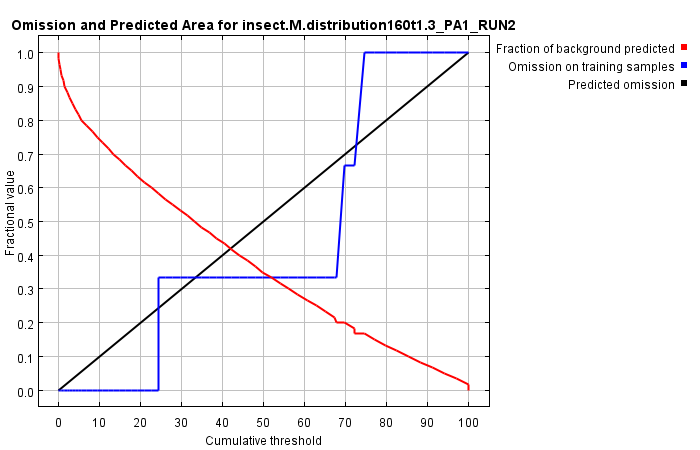 Omission and Predicted Area for insect.M.distribution160t1.3_PA1_RUN2
Fraction of background predicted
Omission on training samples
Predicted omission
Fractional value
1.0
0.9
0.8
0.7
0.6
0.5
0.4
0.3
0.2
0.1
0.0
0 10 20 30 40 50 60 70 80 90 100
Cumulative threshold